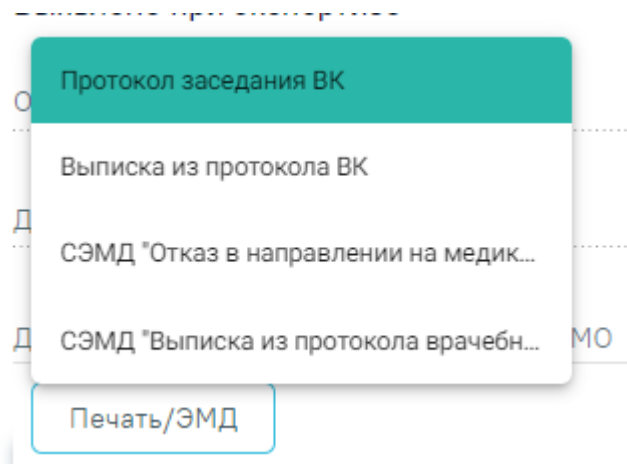 Протокол заседания ВК
Выписка из протокола ВК
СЭМД "Отказ в направлении на медик...
СЭМД "Выписка из протокола врачебн...
МО
Печать/ЭМД